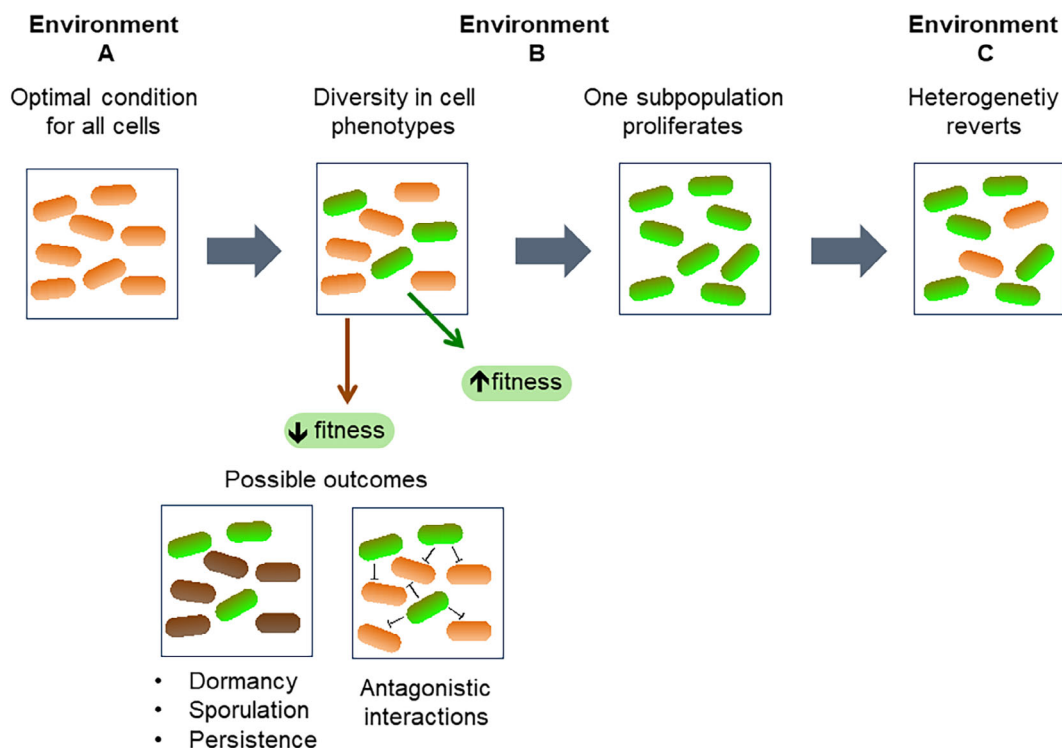 Environment
A
Environment
B
Environment
C
Optimal condition
for all cells
Diversity in cell
phenotypes
One subpopulation
proliferates
Heterogenetiy
reverts
↑fitness
↓ fitness
Possible outcomes
• Dormancy
• Sporulation
• Persistence
Antagonistic
interactions